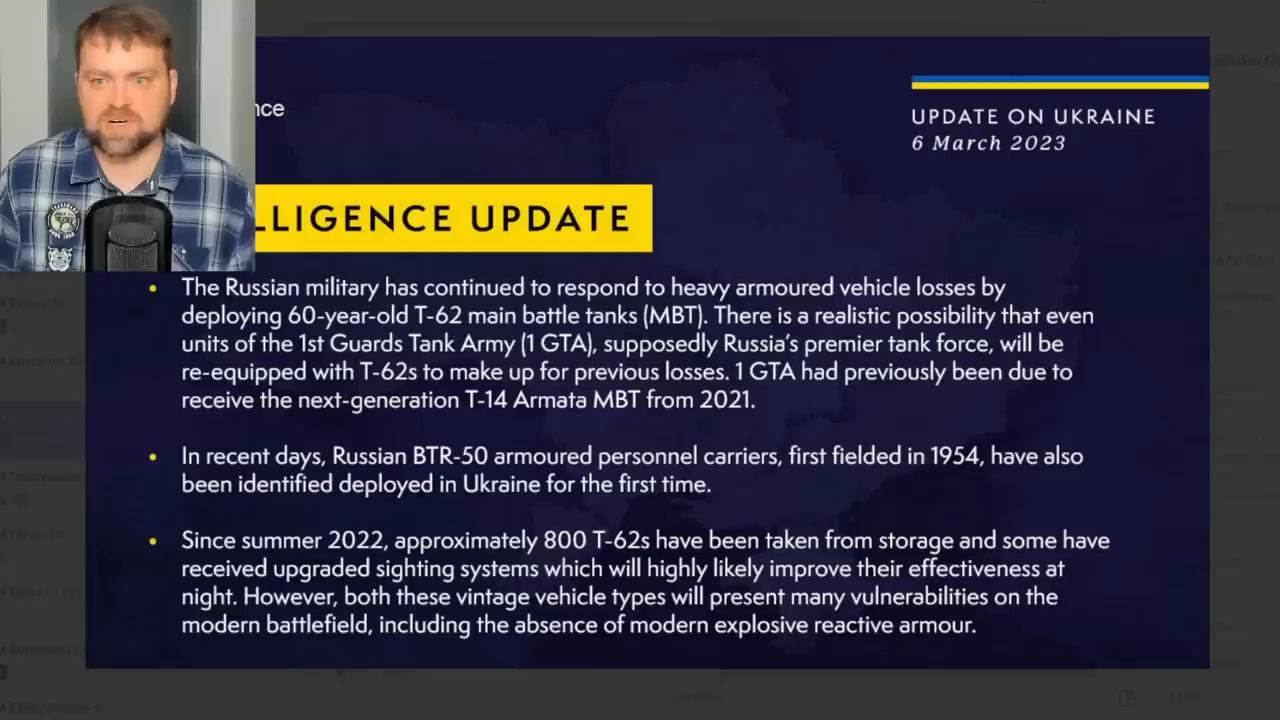 UPDATE ON UKRAINE
6 March 2023
LLIGENCE UPDATE
• The Russian military has continued to respond to heavy armoured vehicle losses by
deploying 60-year-old T-62 main battle tanks (MBT). There is a realistic possibility that even
units of the 1st Guards Tank Army (1 GTA), supposedly Russia's premier tank force, will be
re-equipped with T-62s to make up for previous losses. 1 GTA had previously been due to
receive the next-generation T-14 Armata MBT from 2021.
• In recent days, Russian BTR-50 armoured personnel carriers, first fielded in 1954, have also
been identified deployed in Ukraine for the first time.
• Since summer 2022, approximately 800 T-62s have been taken from storage and some have
received upgraded sighting systems which will highly likely improve their effectiveness at
night. However, both these vintage vehicle types will present many vulnerabilities on the
modern battlefield, including the absence of modern explosive reactive armour.